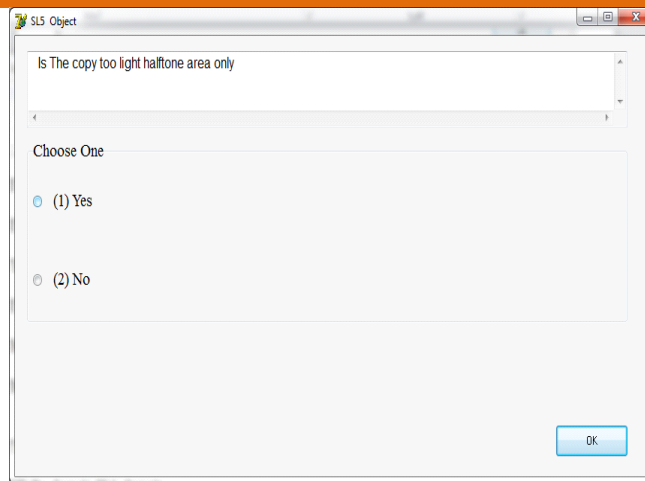 SL5 Object
Is The copy too light halftone area only
Choose One
(1) Yes
(2) No
OK